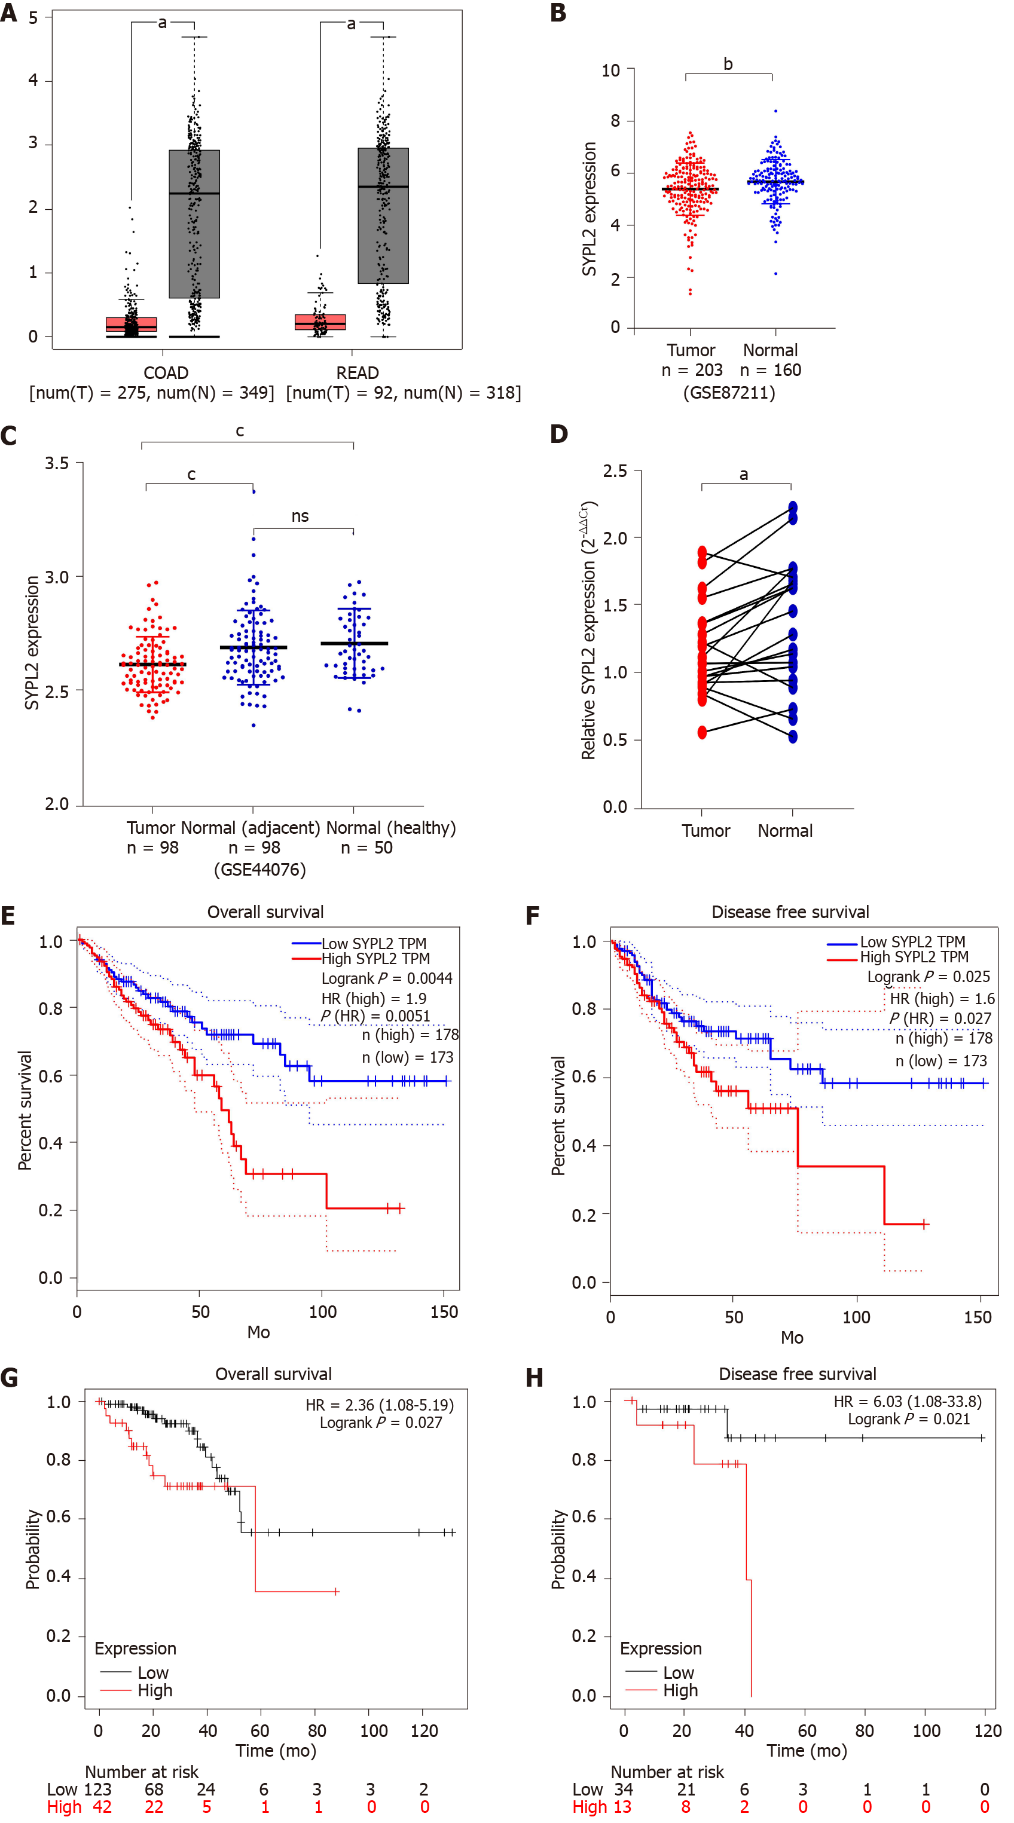 A
5
4
3
2
1
0
a
a
COAD
READ
[num(T) = 275, num(N) = 349]
[num(T) = 92, num(N) = 318]
B
SYPL2 expression
10
8
6
4
2
0
b
Tumor
Normal
n = 203
n = 160
(GSE87211)
C
SYPL2 expression
3.5
3.0
2.5
2.0
c
c
ns
Tumor
Normal (adjacent)
Normal (healthy)
n = 98
n = 98
n = 50
(GSE44076)
D
Relative SYPL2 expression (2-ΔΔCт)
2.5
2.0
1.5
1.0
0.5
0.0
a
Tumor
Normal
E
Overall survival
Percent survival
1.0
0.8
0.6
0.4
0.2
0.0
Low SYPL2 TPM
High SYPL2 TPM
Logrank P = 0.0044
HR (high) = 1.9
P (HR) = 0.0051
n (high) = 178
n (low) = 173
0
50
100
150
Mo
F
Disease free survival
Percent survival
1.0
0.8
0.6
0.4
0.2
0.0
Low SYPL2 TPM
High SYPL2 TPM
Logrank P = 0.025
HR (high) = 1.6
P (HR) = 0.027
n (high) = 178
n (low) = 173
0
50
100
150
Mo
G
Overall survival
Probability
1.0
0.8
0.6
0.4
0.2
0.0
HR = 2.36 (1.08-5.19)
Logrank P = 0.027
Expression
Low
High
0 20 40 60 80 100 120
Time (mo)
Number at risk
Low 123 68 24 6 3 3 2
High 42 22 5 1 1 0 0
H
Disease free survival
Probability
1.0
0.8
0.6
0.4
0.2
0.0
HR = 6.03 (1.08-33.8)
Logrank P = 0.021
Expression
Low
High
0 20 40 60 80 100 120
Time (mo)
Number at risk
Low 34 21 6 3 1 1 0
High 13 8 2 0 0 0 0